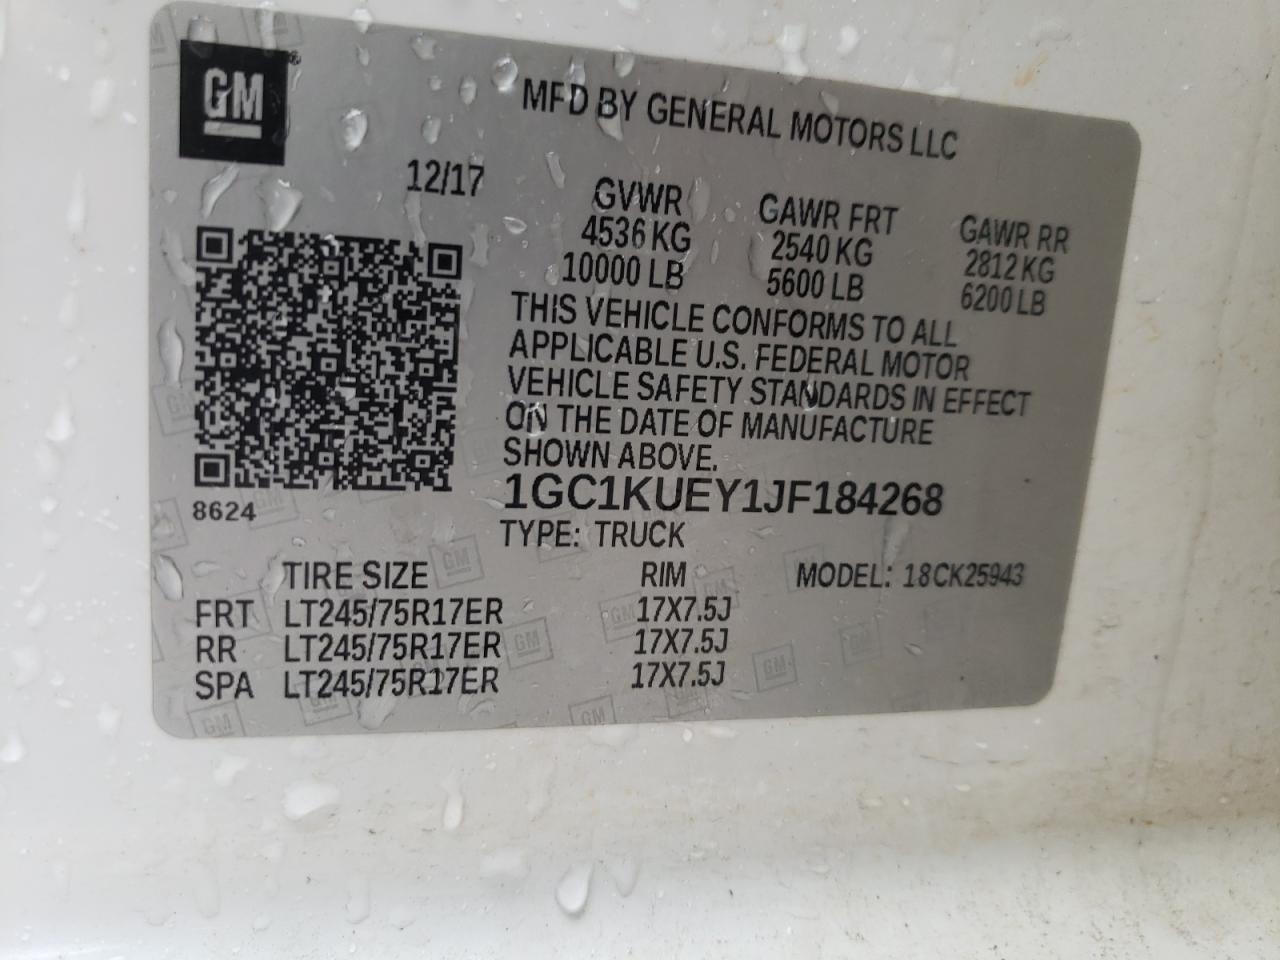 GM
MFD BY GENERAL MOTORS LLC
12/17
GVWR GAWR FRT GAWR RR
4536 KG 2540 KG 2812 KG
10000 LB 5600 LB 6200 LB
THIS VEHICLE CONFORMS TO ALL
APPLICABLE U.S. FEDERAL MOTOR
VEHICLE SAFETY STANDARDS IN EFFECT
ON THE DATE OF MANUFACTURE
SHOWN ABOVE.
1GC1KUEY1JF184268
8624
TYPE: TRUCK
TIRE SIZE RIM MODEL: 18CK25943
FRT LT245/75R17ER 17X7.5J
RR LT245/75R17ER 17X7.5J
SPA LT245/75R17ER 17X7.5J